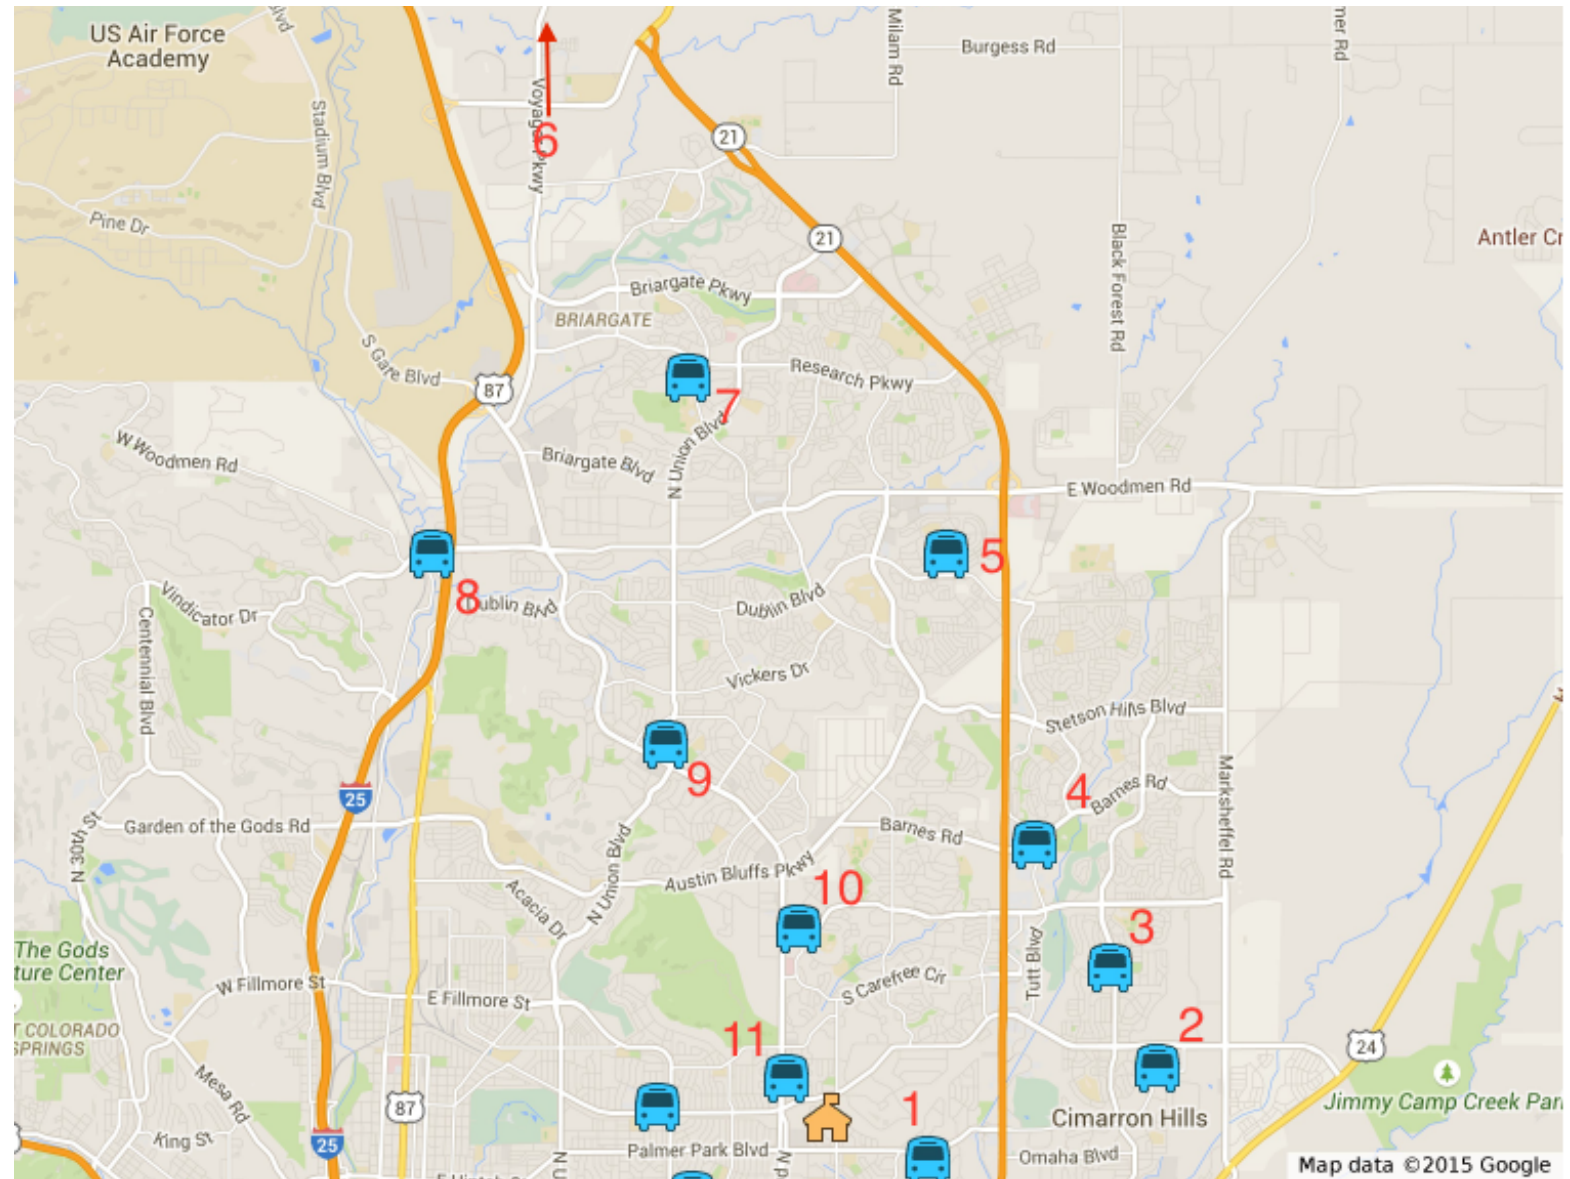 US Air Force
Academy
Blvd
Milam Rd
Burgess Rd
mer Rd
Voyager Pkwy
6
Stadium Blvd
21
Pine Dr
21
Black Forest Rd
Antler Cr
Briargate Pkwy
BRIARGATE
S Gate Blvd
87
Research Pkwy
7
N Union Blvd
W Woodmen Rd
Briargate Blvd
E Woodmen Rd
5
8
Dublin Blvd
Dublin Blvd
Vindicator Dr
Centennial Blvd
Vickers Dr
Stetson Hills Blvd
9
4
Barnes Rd
Marksheffel Rd
25
Garden of the Gods Rd
N 30th St
Barnes Rd
N Union Blvd
Austin Bluffs Pkwy
10
Acacia Dr
3
The Gods
ture Center
Tutt Blvd
S Carefree Cir
W Fillmore St
E Fillmore St
T COLORADO
SPRINGS
11
2
24
Mesa Rd
87
1
Cimarron Hills
Jimmy Camp Creek Par
King St
25
Palmer Park Blvd
Omaha Blvd
N U
N p
Map data ©2015 Google